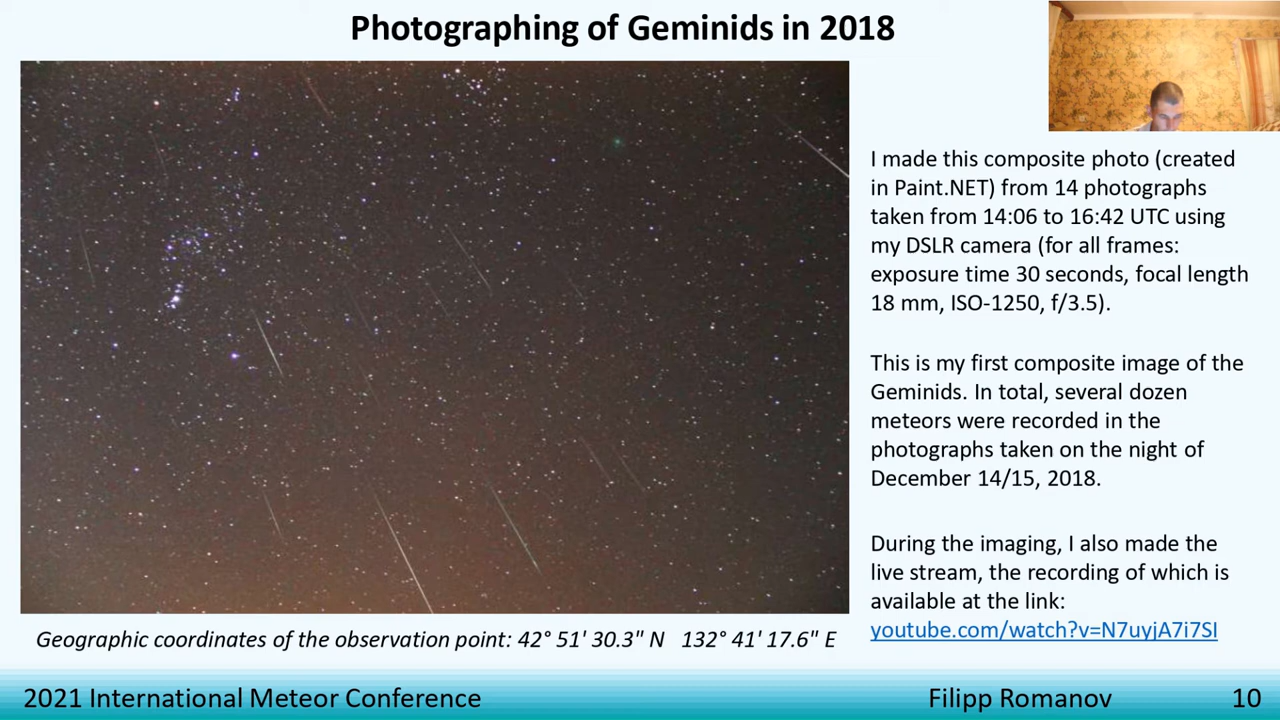 Photographing of Geminids in 2018
I made this composite photo (created
in Paint.NET) from 14 photographs
taken from 14:06 to 16:42 UTC using
my DSLR camera (for all frames:
exposure time 30 seconds, focal length
18 mm, ISO-1250, f/3.5).
This is my first composite image of the
Geminids. In total, several dozen
meteors were recorded in the
photographs taken on the night of
December 14/15, 2018.
During the imaging, I also made the
live stream, the recording of which is
available at the link:
youtube.com/watch?v=N7uyjA7i7SI
Geographic coordinates of the observation point: 42° 51' 30.3" N 132° 41' 17.6" E
2021 International Meteor Conference
Filipp Romanov
10